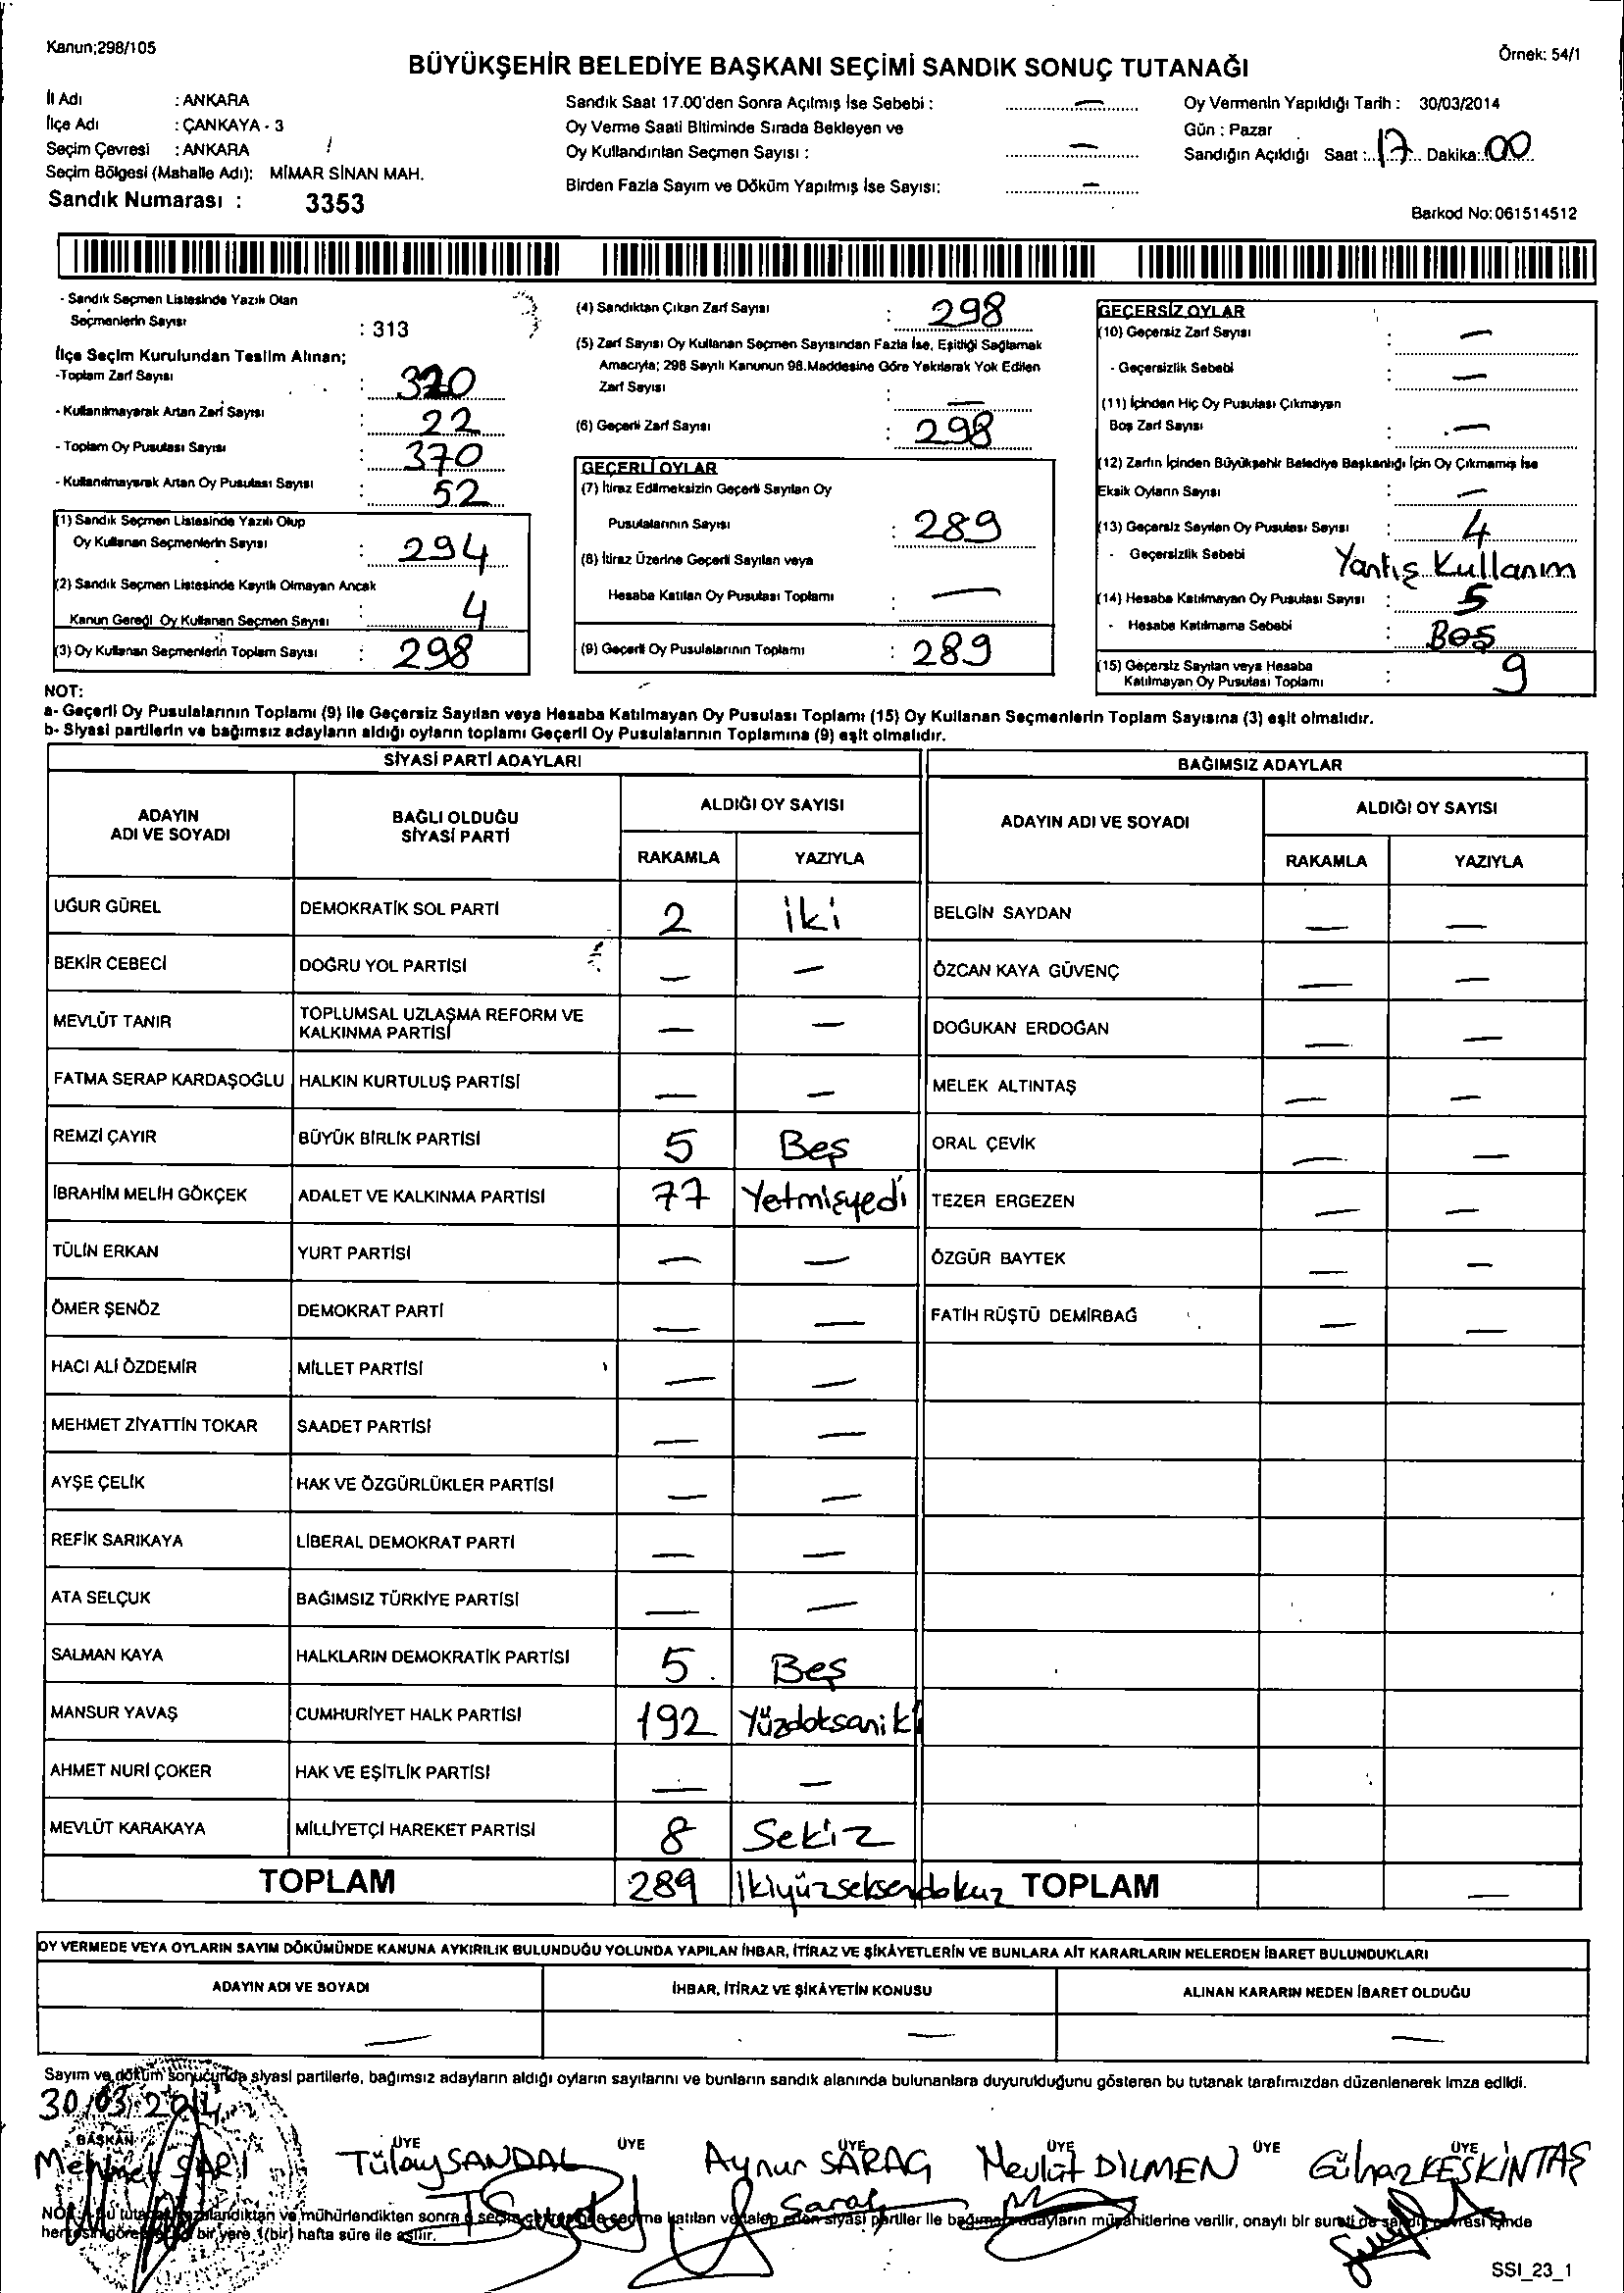 Kanun;298/105
Örnek: 54/1
BÜYÜKŞEHİR BELEDİYE BAŞKANI SEÇİMİ SANDIK SONUÇ TUTANAĞI
İl Adı : ANKARA
İlçe Adı : ÇANKAYA - 3
Seçim Çevresi : ANKARA
Seçim Bölgesi (Mahalle Adı): MİMAR SİNAN MAH.
Sandık Numarası : 3353
Sandık Saat 17.00'den Sonra Açılmış İse Sebebi : —
Oy Verme Saati Bitiminde Sırada Bekleyen ve
Oy Kullandırılan Seçmen Sayısı : —
Birden Fazla Sayım ve Döküm Yapılmış İse Sayısı: —
Oy Vermenin Yapıldığı Tarih : 30/03/2014
Gün : Pazar
Sandığın Açıldığı Saat : 17 Dakika: 00
Barkod No: 061514512
- Sandık Seçmen Listesinde Yazılı Olan
Seçmenlerin Sayısı : 313
İlçe Seçim Kurulundan Teslim Alınan;
-Toplam Zarf Sayısı : 320
- Kullanılmayarak Artan Zarf Sayısı : 22
- Toplam Oy Pusulası Sayısı : 370
- Kullanılmayarak Artan Oy Pusulası Sayısı : 52
(1) Sandık Seçmen Listesinde Yazılı Olup
Oy Kullanan Seçmenlerin Sayısı : 294
(2) Sandık Seçmen Listesinde Kayıtlı Olmayan Ancak
Kanun Gereği Oy Kullanan Seçmen Sayısı : 4
(3) Oy Kullanan Seçmenlerin Toplam Sayısı : 298
(4) Sandıktan Çıkan Zarf Sayısı : 298
(5) Zarf Sayısı Oy Kullanan Seçmen Sayısından Fazla İse, Eşitliği Sağlamak
Amacıyla; 298 Sayılı Kanunun 98.Maddesine Göre Yakılarak Yok Edilen
Zarf Sayısı : —
(6) Geçerli Zarf Sayısı : 298
GEÇERLİ OYLAR
(7) İtiraz Edilmeksizin Geçerli Sayılan Oy
Pusulalarının Sayısı : 289
(8) İtiraz Üzerine Geçerli Sayılan veya
Hesaba Katılan Oy Pusulası Toplamı : —
(9) Geçerli Oy Pusulalarının Toplamı : 289
GEÇERSİZ OYLAR
(10) Geçersiz Zarf Sayısı : —
- Geçersizlik Sebebi : —
(11) İçinden Hiç Oy Pusulası Çıkmayan
Boş Zarf Sayısı : —
(12) Zarfın İçinden Büyükşehir Belediye Başkanlığı İçin Oy Çıkmamış İse
Eksik Oyların Sayısı : —
(13) Geçersiz Sayılan Oy Pusulası Sayısı : 4
- Geçersizlik Sebebi Yanlış Kullanım
(14) Hesaba Katılmayan Oy Pusulası Sayısı : 5
- Hesaba Katılmama Sebebi : Boş
(15) Geçersiz Sayılan veya Hesaba
Katılmayan Oy Pusulası Toplamı : 9
NOT:
a- Geçerli Oy Pusulalarının Toplamı (9) ile Geçersiz Sayılan veya Hesaba Katılmayan Oy Pusulası Toplamı (15) Oy Kullanan Seçmenlerin Toplam Sayısına (3) eşit olmalıdır.
b- Siyasi partilerin ve bağımsız adayların aldığı oyların toplamı Geçerli Oy Pusulalarının Toplamına (9) eşit olmalıdır.
SİYASİ PARTİ ADAYLARI BAĞIMSIZ ADAYLAR
ADAYIN
ADI VE SOYADI
BAĞLI OLDUĞU
SİYASİ PARTİ
ALDIĞI OY SAYISI
RAKAMLA YAZIYLA
ADAYIN ADI VE SOYADI
ALDIĞI OY SAYISI
RAKAMLA YAZIYLA
UĞUR GÜREL DEMOKRATİK SOL PARTİ 2 iki BELGİN SAYDAN — —
BEKİR CEBECİ DOĞRU YOL PARTİSİ — — ÖZCAN KAYA GÜVENÇ — —
MEVLÜT TANIR TOPLUMSAL UZLAŞMA REFORM VE
KALKINMA PARTİSİ — — DOĞUKAN ERDOĞAN — —
FATMA SERAP KARDAŞOĞLU HALKIN KURTULUŞ PARTİSİ — — MELEK ALTINTAŞ — —
REMZİ ÇAYIR BÜYÜK BİRLİK PARTİSİ 5 Beş ORAL ÇEVİK — —
İBRAHİM MELİH GÖKÇEK ADALET VE KALKINMA PARTİSİ 77 Yetmişyedi TEZER ERGEZEN — —
TÜLİN ERKAN YURT PARTİSİ — — ÖZGÜR BAYTEK — —
ÖMER ŞENÖZ DEMOKRAT PARTİ — — FATİH RÜŞTÜ DEMİRBAĞ — —
HACI ALİ ÖZDEMİR MİLLET PARTİSİ — —
MEHMET ZİYATTİN TOKAR SAADET PARTİSİ — —
AYŞE ÇELİK HAK VE ÖZGÜRLÜKLER PARTİSİ — —
REFİK SARIKAYA LİBERAL DEMOKRAT PARTİ — —
ATA SELÇUK BAĞIMSIZ TÜRKİYE PARTİSİ — —
SALMAN KAYA HALKLARIN DEMOKRATİK PARTİSİ 5 Beş
MANSUR YAVAŞ CUMHURİYET HALK PARTİSİ 192 Yüzdoksaniki
AHMET NURİ ÇOKER HAK VE EŞİTLİK PARTİSİ — —
MEVLÜT KARAKAYA MİLLİYETÇİ HAREKET PARTİSİ 8 Sekiz
TOPLAM 289 İkiyüzseksendokuz TOPLAM —
OY VERMEDE VEYA OYLARIN SAYIM DÖKÜMÜNDE KANUNA AYKIRILIK BULUNDUĞU YOLUNDA YAPILAN İHBAR, İTİRAZ VE ŞİKÂYETLERİN VE BUNLARA AİT KARARLARIN NELERDEN İBARET BULUNDUKLARI
ADAYIN ADI VE SOYADI İHBAR, İTİRAZ VE ŞİKÂYETİN KONUSU ALINAN KARARIN NEDEN İBARET OLDUĞU
— — —
Sayım ve döküm sonucunda siyasi partilerle, bağımsız adayların aldığı oyların sayılarını ve bunların sandık alanında bulunanlara duyurulduğunu gösteren bu tutanak tarafımızdan düzenlenerek imza edildi.
30/03/2014
BAŞKAN ÜYE ÜYE ÜYE ÜYE ÜYE ÜYE
Mehmet SARI Tülay SANDAL Aynur SARAÇ Mevlüt DİLMEN Gülnaz KESKİNTAŞ
Saraç
mühürlendikten sonra katılan siyasi partiler ile müşahitlerine verilir, onaylı bir sureti
bir yere 1(bir) hafta süre ile asılır.
SSI_23_1